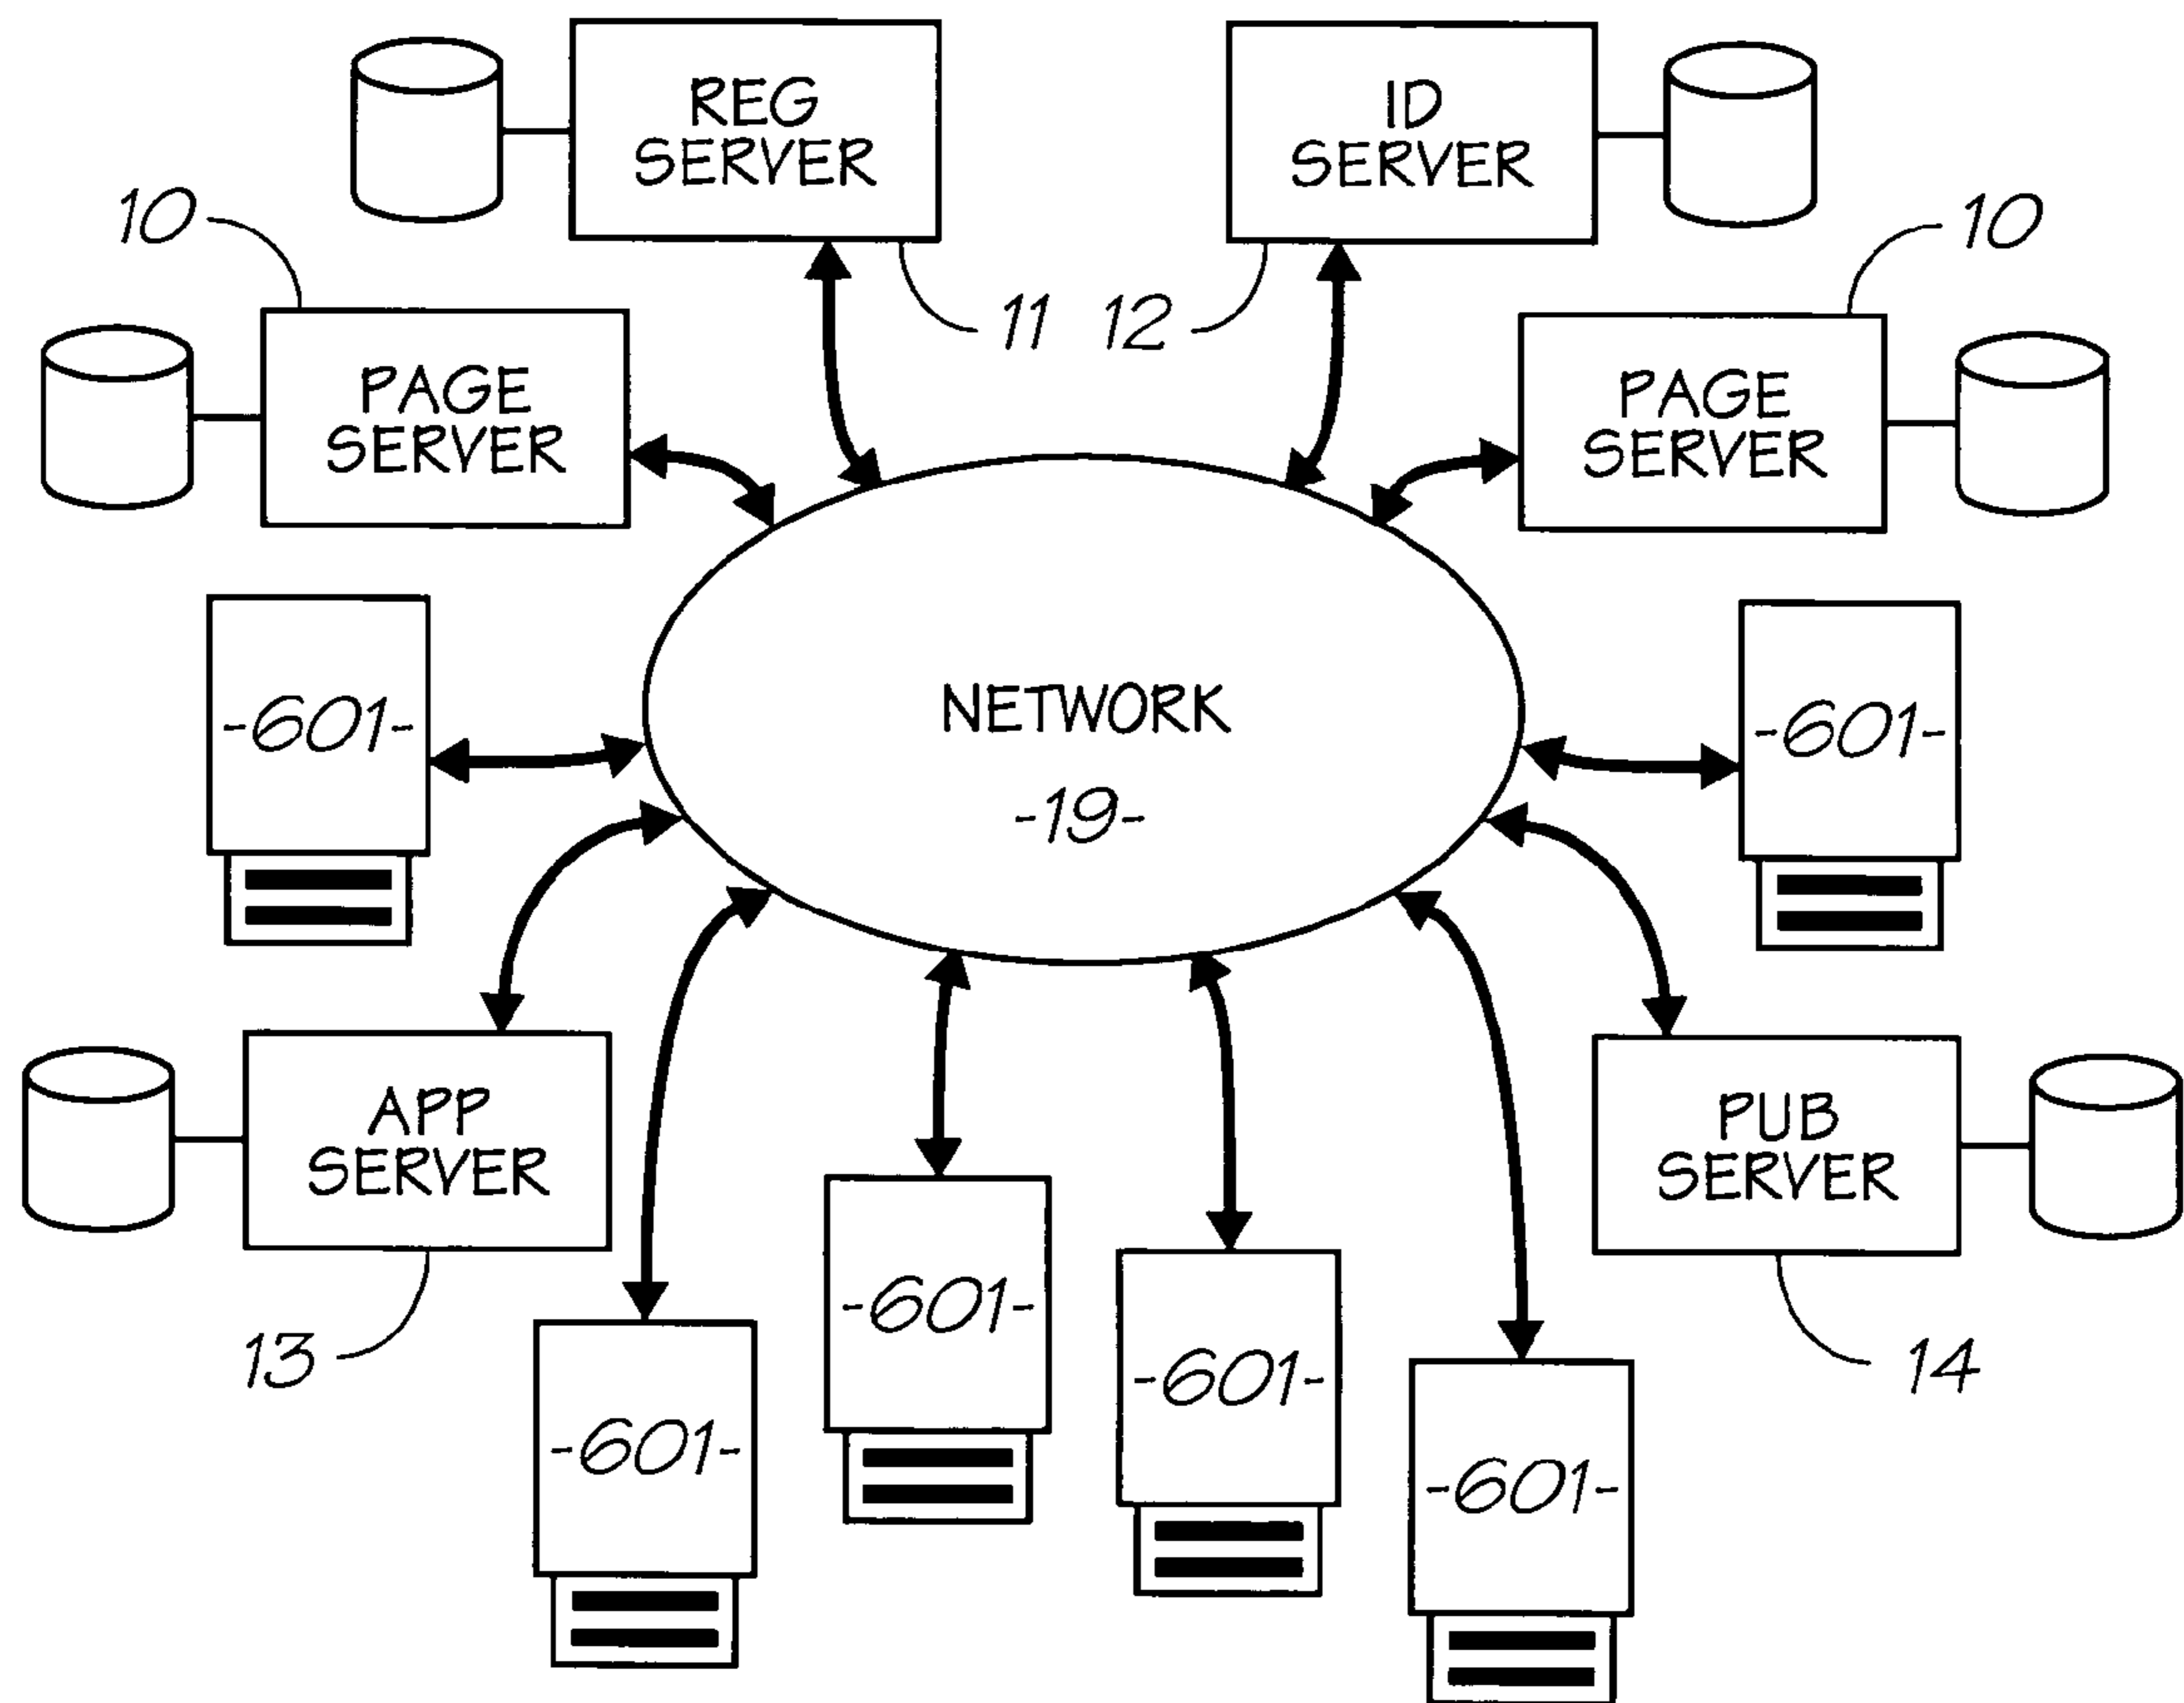 REG
SERVER
ID
SERVER
10
10
11
12
PAGE
SERVER
PAGE
SERVER
-601-
NETWORK
-19-
-601-
APP
SERVER
PUB
SERVER
13
14
-601-
-601-
-601-
-601-